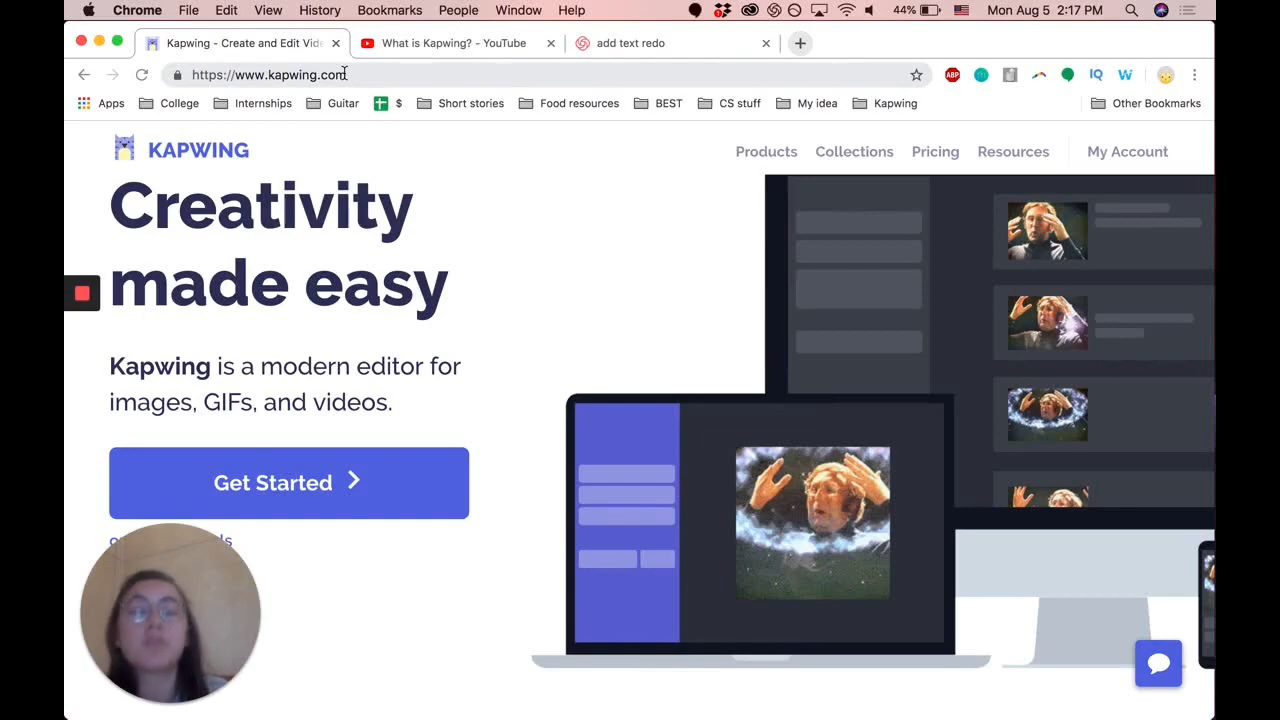 Chrome File Edit View History Bookmarks People Window Help 44% Mon Aug 5 2:17 PM
Kapwing - Create and Edit Vide What is Kapwing? - YouTube add text redo
https://www.kapwing.com ABP IQ W
Apps College Internships Guitar $ Short stories Food resources BEST CS stuff My idea Kapwing Other Bookmarks
KAPWING Products Collections Pricing Resources My Account
Creativity
made easy
Kapwing is a modern editor for
images, GIFs, and videos.
Get Started